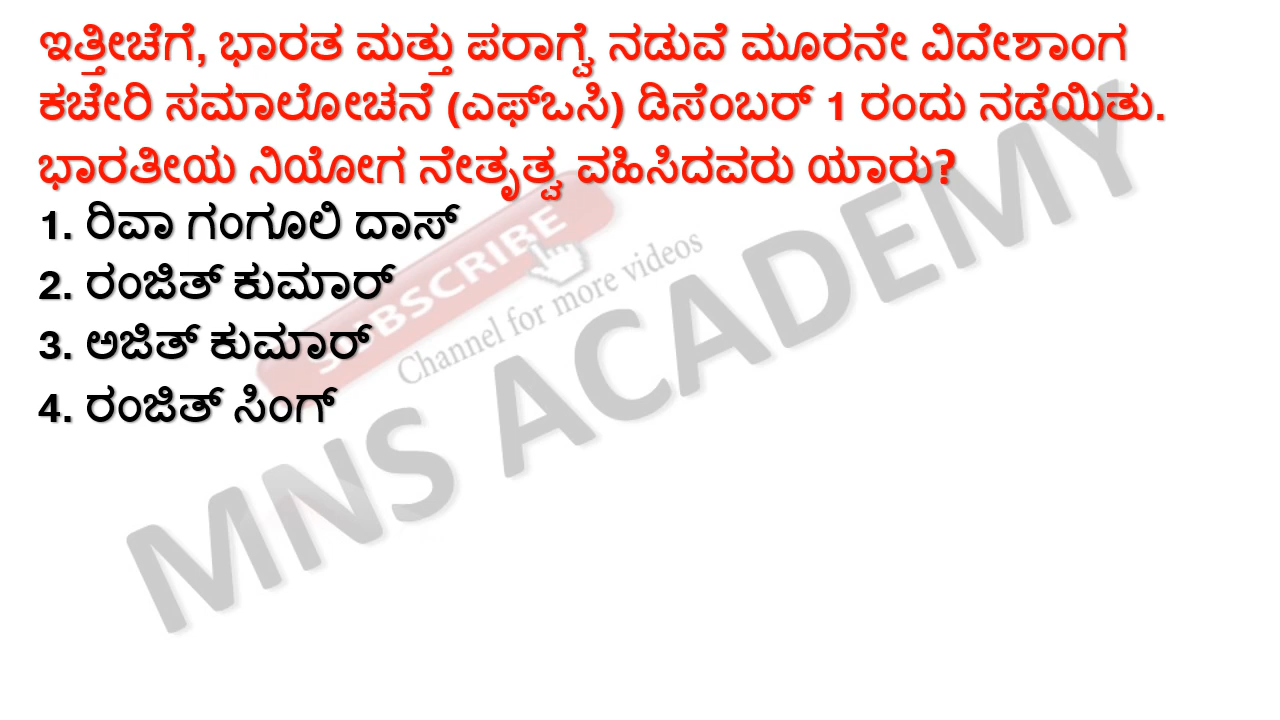 ಇತ್ತೀಚೆಗೆ, ಭಾರತ ಮತ್ತು ಪರಾಗ್ವೆ ನಡುವೆ ಮೂರನೇ ವಿದೇಶಾಂಗ
ಕಚೇರಿ ಸಮಾಲೋಚನೆ (ಎಫ್ಒಸಿ) ಡಿಸೆಂಬರ್ 1 ರಂದು ನಡೆಯಿತು.
ಭಾರತೀಯ ನಿಯೋಗ ನೇತೃತ್ವ ವಹಿಸಿದವರು ಯಾರು?
1. ರಿವಾ ಗಂಗೂಲಿ ದಾಸ್
2. ರಂಜಿತ್ ಕುಮಾರ್
3. ಅಜಿತ್ ಕುಮಾರ್
4. ರಂಜಿತ್ ಸಿಂಗ್
SUBSCRIBE
Channel for more videos
MNS ACADEMY